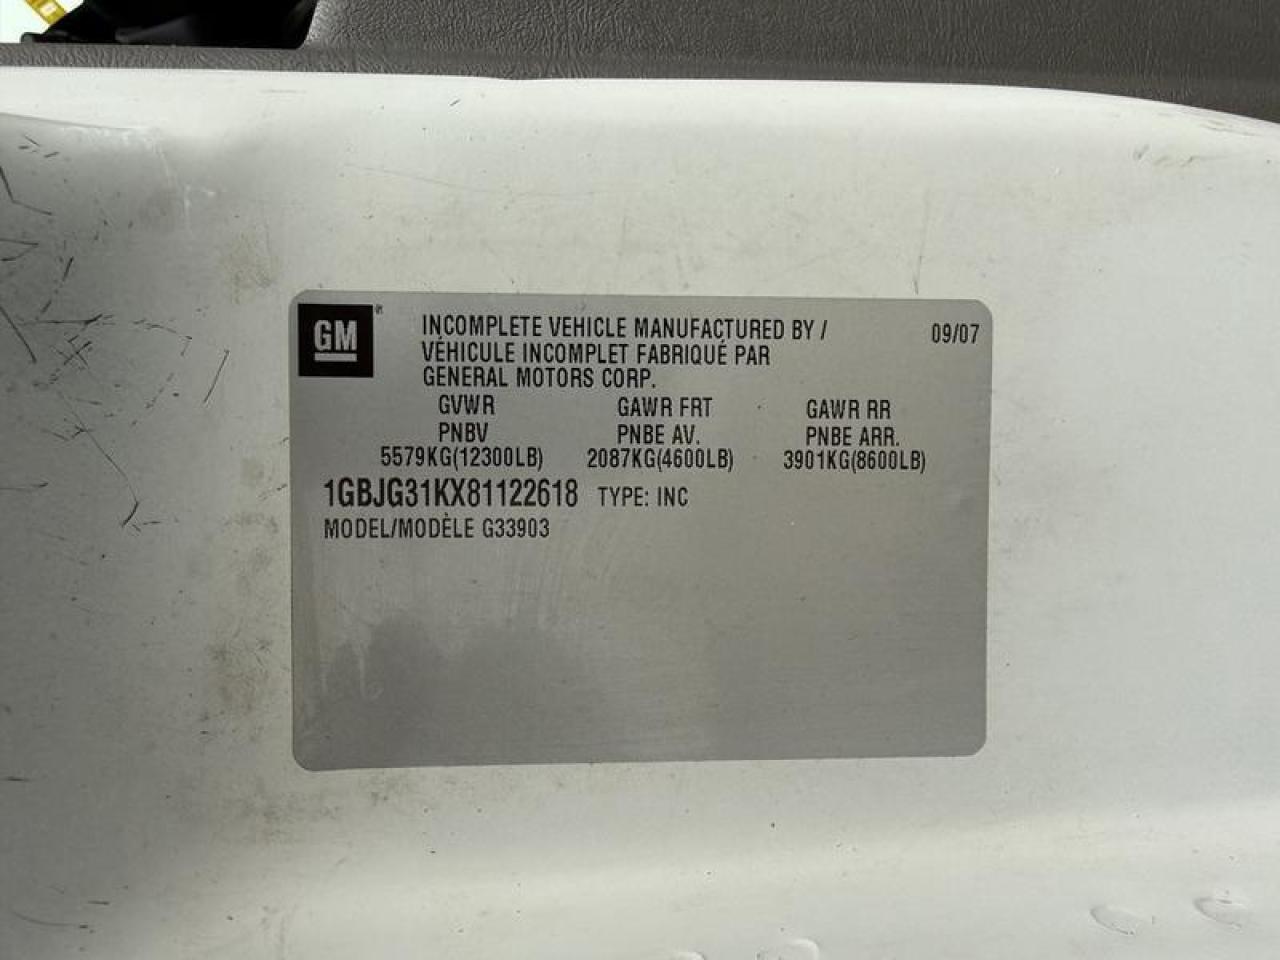 GM ®
INCOMPLETE VEHICLE MANUFACTURED BY / 09/07
VÉHICULE INCOMPLET FABRIQUÉ PAR
GENERAL MOTORS CORP.
GVWR GAWR FRT GAWR RR
PNBV PNBE AV. PNBE ARR.
5579KG(12300LB) 2087KG(4600LB) 3901KG(8600LB)
1GBJG31KX81122618 TYPE: INC
MODEL/MODÈLE G33903